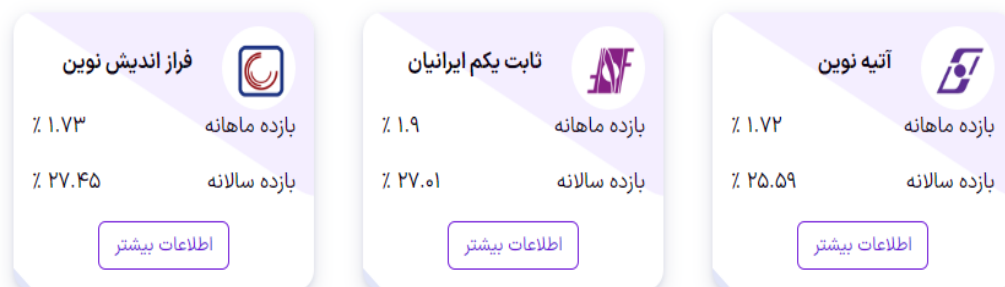 آتیه نوین
بازده ماهانه ۱.۷۲ ٪
بازده سالانه ۲۵.۵۹ ٪
اطلاعات بیشتر
ثابت یکم ایرانیان
بازده ماهانه ۱.۹ ٪
بازده سالانه ۲۷.۰۱ ٪
اطلاعات بیشتر
فراز اندیش نوین
بازده ماهانه ۱.۷۳ ٪
بازده سالانه ۲۷.۴۵ ٪
اطلاعات بیشتر